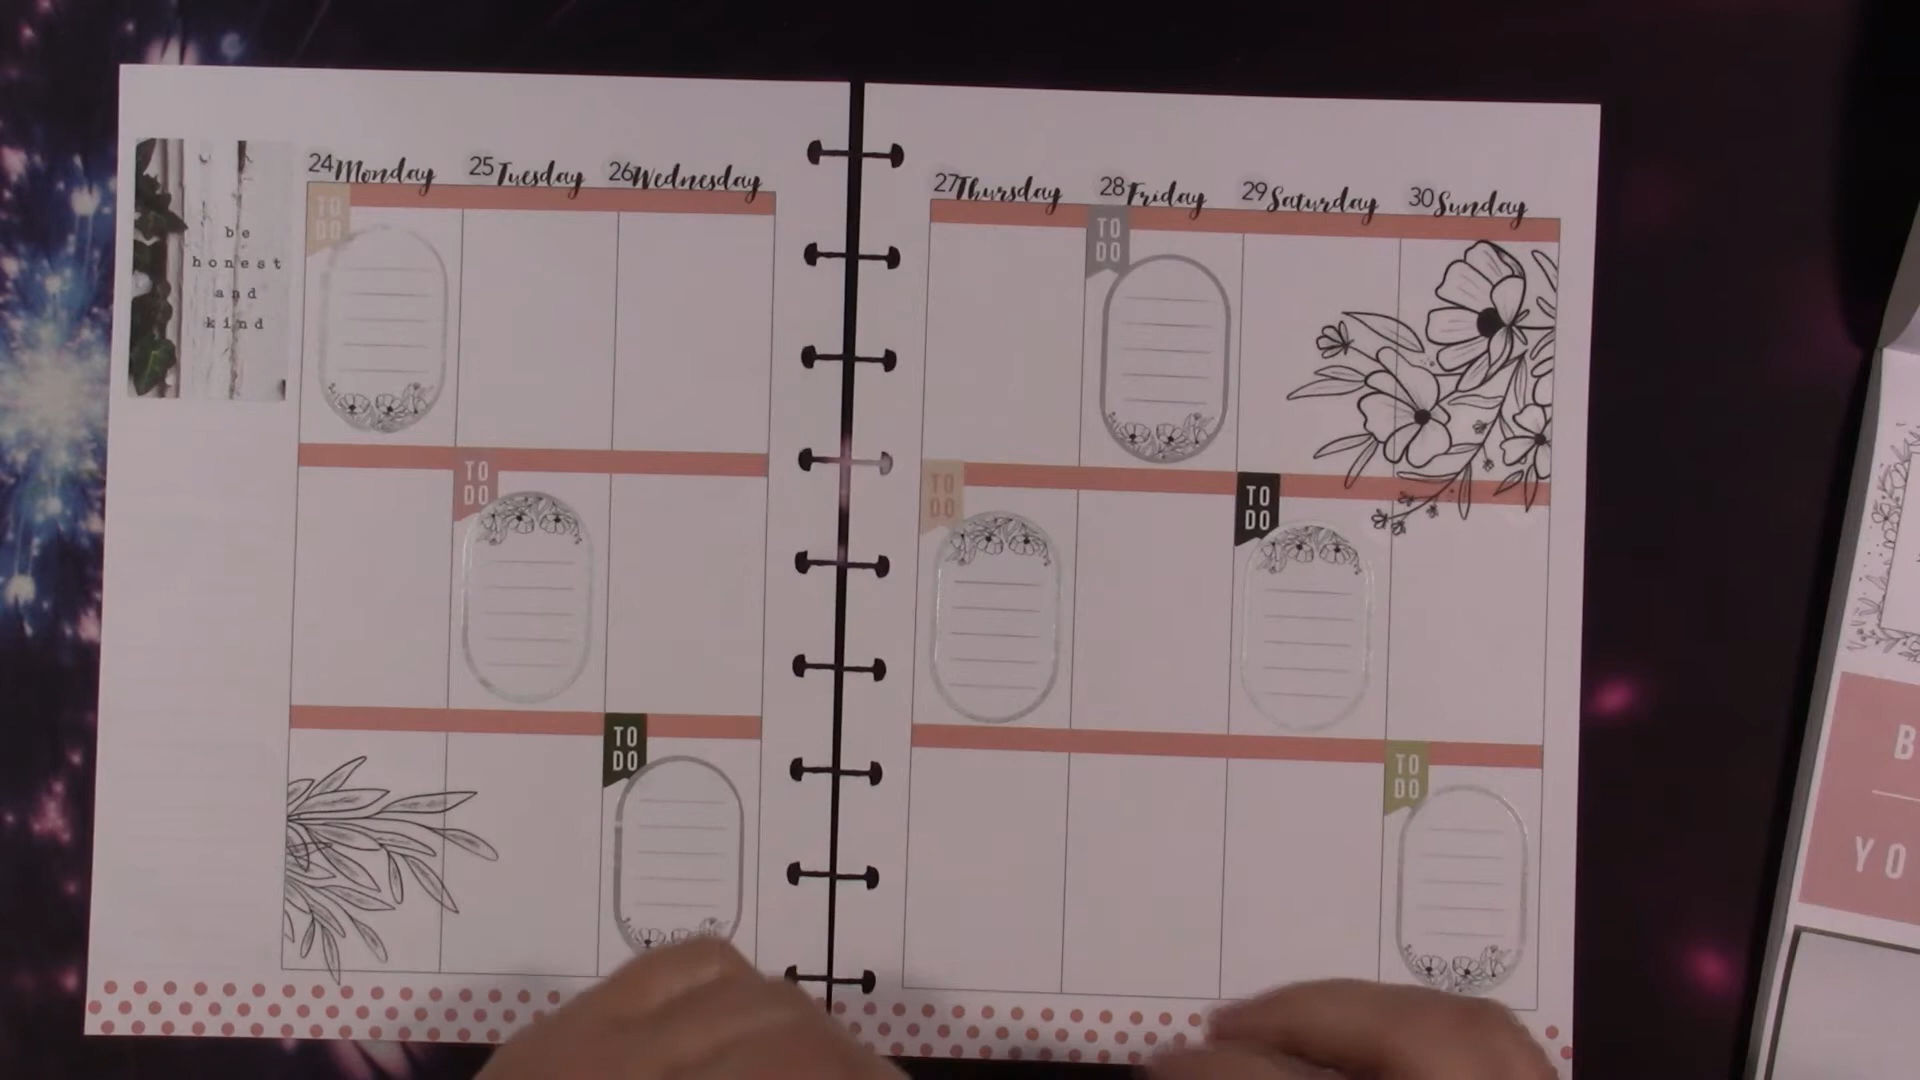 be
honest
and
kind
24 Monday
25 Tuesday
26 Wednesday
27 Thursday
28 Friday
29 Saturday
30 Sunday
TO
DO
TO
DO
TO
DO
TO
DO
TO
DO
TO
DO
TO
DO
B
YO